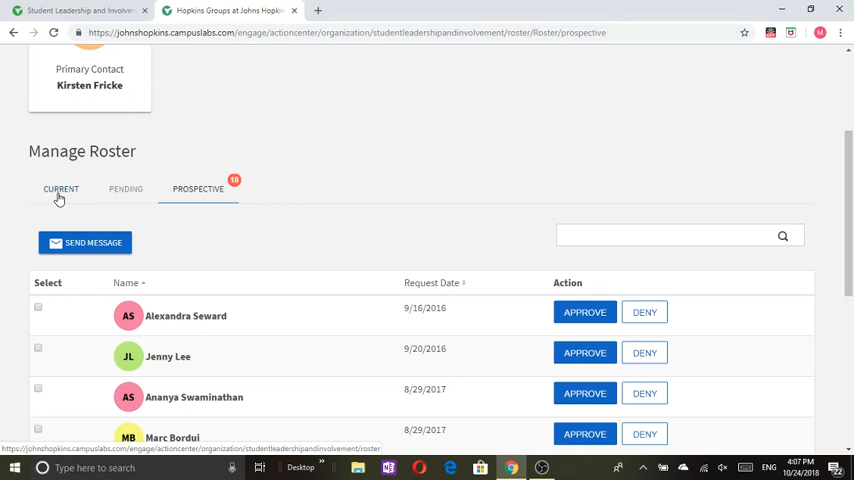 Student Leadership and Involvem
Hopkins Groups at Johns Hopkin
https://johnshopkins.campuslabs.com/engage/actioncenter/organization/studentleadershipandinvolvement/roster/Roster/prospective
M
Primary Contact
Kirsten Fricke
Manage Roster
CURRENT PENDING PROSPECTIVE 18
SEND MESSAGE
Select Name Request Date Action
AS Alexandra Seward 9/16/2016 APPROVE DENY
JL Jenny Lee 9/20/2016 APPROVE DENY
AS Ananya Swaminathan 8/29/2017 APPROVE DENY
MB Marc Bordui 8/29/2017 APPROVE DENY
https://johnshopkins.campuslabs.com/engage/actioncenter/organization/studentleadershipandinvolvement/roster
Type here to search Desktop ENG 4:07 PM
10/24/2018 22